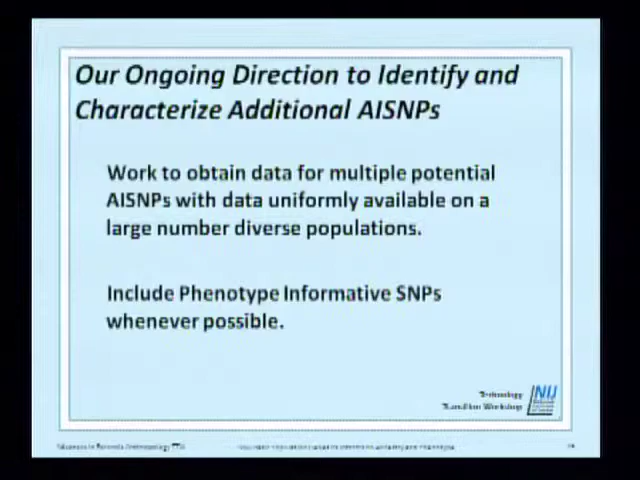 Our Ongoing Direction to Identify and
Characterize Additional AISNPs
Work to obtain data for multiple potential
AISNPs with data uniformly available on a
large number diverse populations.
Include Phenotype Informative SNPs
whenever possible.
Technology
Transition Workshop
NIJ